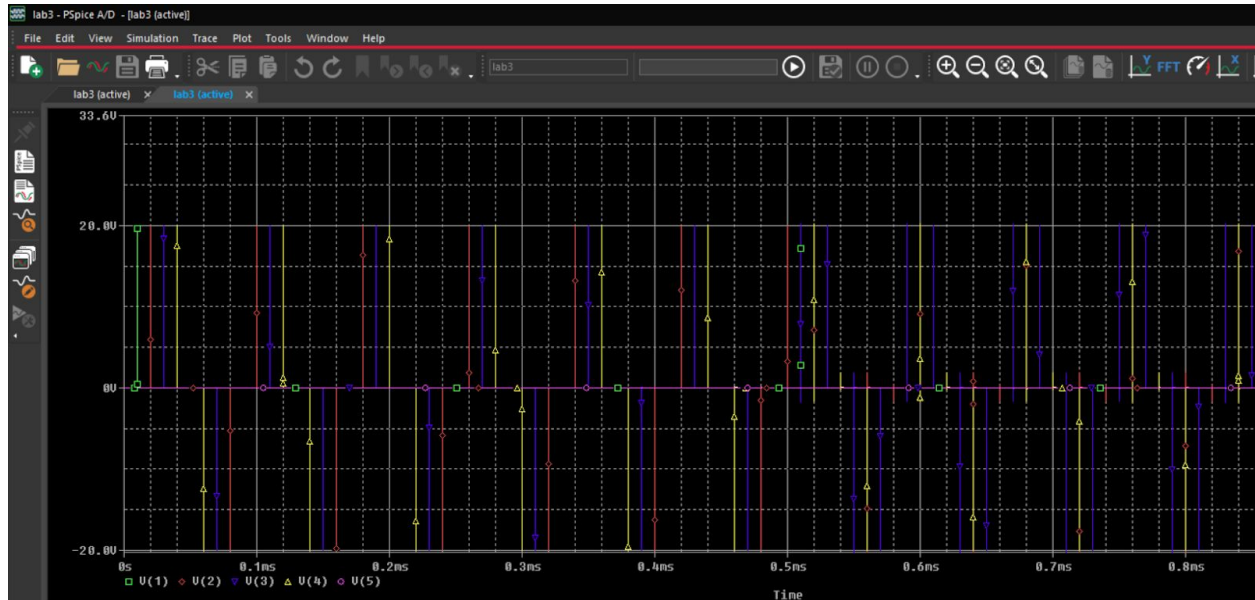 lab3 - PSpice A/D - [lab3 (active)]
File Edit View Simulation Trace Plot Tools Window Help
lab3 FFT
lab3 (active) lab3 (active)
33.6V
20.0V
0V
-20.0V
0s 0.1ms 0.2ms 0.3ms 0.4ms 0.5ms 0.6ms 0.7ms 0.8ms
V(1) V(2) V(3) V(4) V(5)
Time